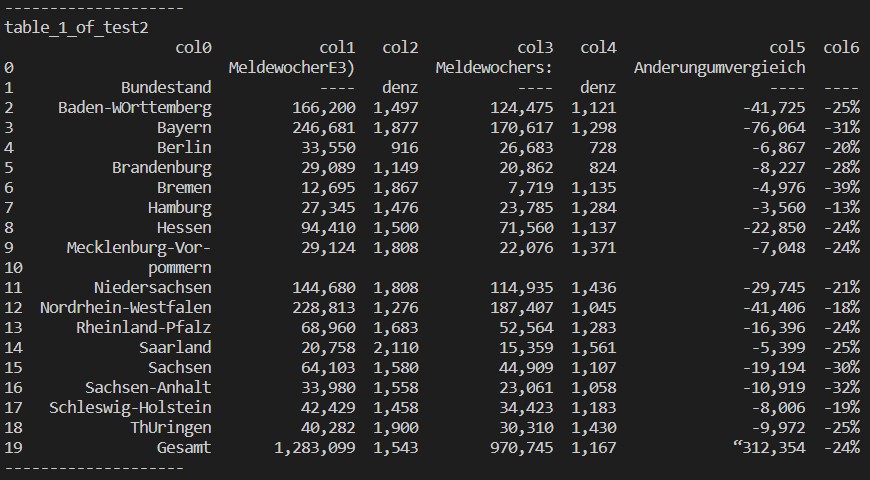 --------------------
table_1_of_test2
col0 col1 col2 col3 col4 col5 col6
0 MeldewocherE3) Meldewochers: Anderungumvergieich
1 Bundestand ---- denz ---- denz ---- ----
2 Baden-WOrttemberg 166,200 1,497 124,475 1,121 -41,725 -25%
3 Bayern 246,681 1,877 170,617 1,298 -76,064 -31%
4 Berlin 33,550 916 26,683 728 -6,867 -20%
5 Brandenburg 29,089 1,149 20,862 824 -8,227 -28%
6 Bremen 12,695 1,867 7,719 1,135 -4,976 -39%
7 Hamburg 27,345 1,476 23,785 1,284 -3,560 -13%
8 Hessen 94,410 1,500 71,560 1,137 -22,850 -24%
9 Mecklenburg-Vor- 29,124 1,808 22,076 1,371 -7,048 -24%
10 pommern
11 Niedersachsen 144,680 1,808 114,935 1,436 -29,745 -21%
12 Nordrhein-Westfalen 228,813 1,276 187,407 1,045 -41,406 -18%
13 Rheinland-Pfalz 68,960 1,683 52,564 1,283 -16,396 -24%
14 Saarland 20,758 2,110 15,359 1,561 -5,399 -25%
15 Sachsen 64,103 1,580 44,909 1,107 -19,194 -30%
16 Sachsen-Anhalt 33,980 1,558 23,061 1,058 -10,919 -32%
17 Schleswig-Holstein 42,429 1,458 34,423 1,183 -8,006 -19%
18 ThUringen 40,282 1,900 30,310 1,430 -9,972 -25%
19 Gesamt 1,283,099 1,543 970,745 1,167 “312,354 -24%
--------------------